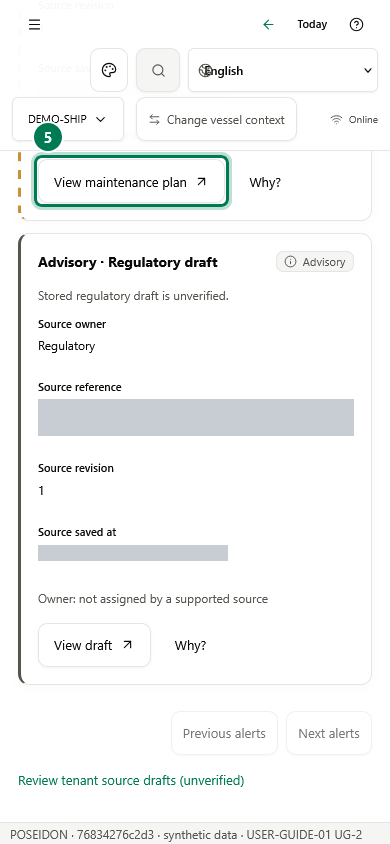 Source revision
Today
English
DEMO-SHIP
Change vessel context
Online
5
View maintenance plan
Why?
Advisory · Regulatory draft
Advisory
Stored regulatory draft is unverified.
Source owner
Regulatory
Source reference
Source revision
1
Source saved at
Owner: not assigned by a supported source
View draft
Why?
Previous alerts
Next alerts
Review tenant source drafts (unverified)
POSEIDON · 76834276c2d3 · synthetic data · USER-GUIDE-01 UG-2